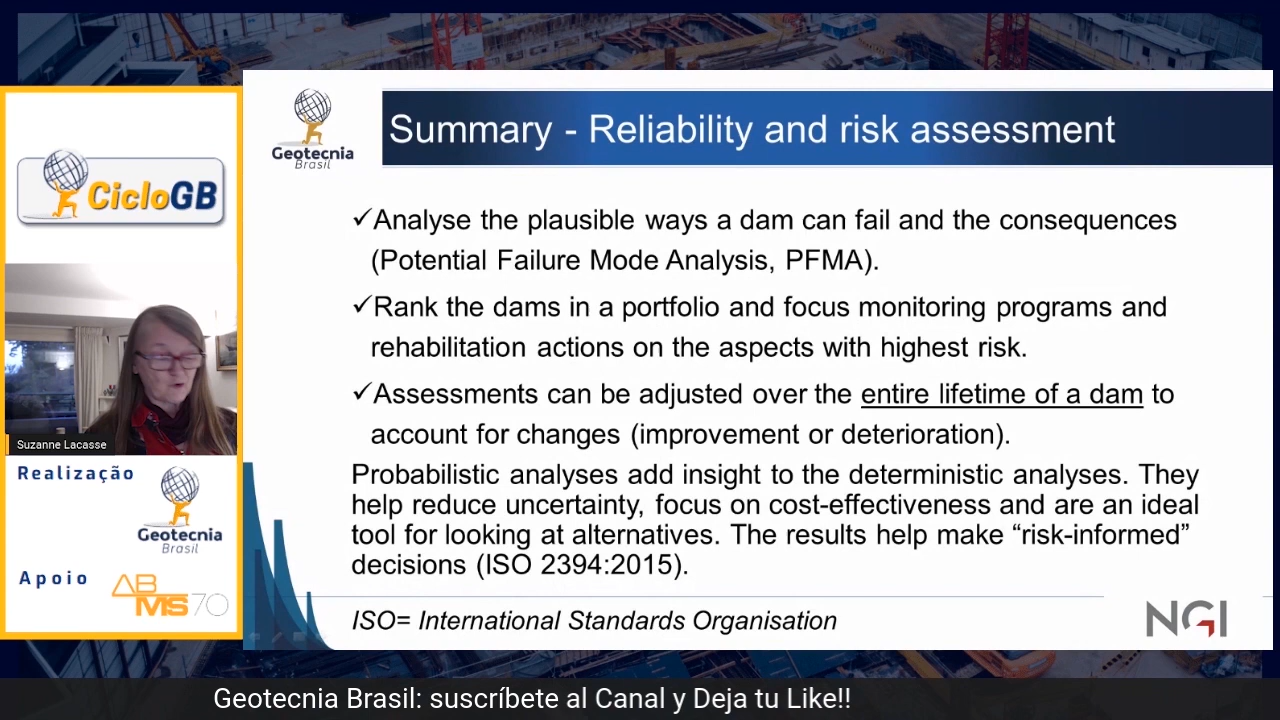 CicloGB
Suzanne Lacasse
Realização
Geotecnia
Brasil
Apoio
ABMS70
Geotecnia
Brasil
Summary - Reliability and risk assessment
✓Analyse the plausible ways a dam can fail and the consequences
(Potential Failure Mode Analysis, PFMA).
✓Rank the dams in a portfolio and focus monitoring programs and
rehabilitation actions on the aspects with highest risk.
✓Assessments can be adjusted over the entire lifetime of a dam to
account for changes (improvement or deterioration).
Probabilistic analyses add insight to the deterministic analyses. They
help reduce uncertainty, focus on cost-effectiveness and are an ideal
tool for looking at alternatives. The results help make “risk-informed”
decisions (ISO 2394:2015).
ISO= International Standards Organisation
NGI
Geotecnia Brasil: suscríbete al Canal y Deja tu Like!!